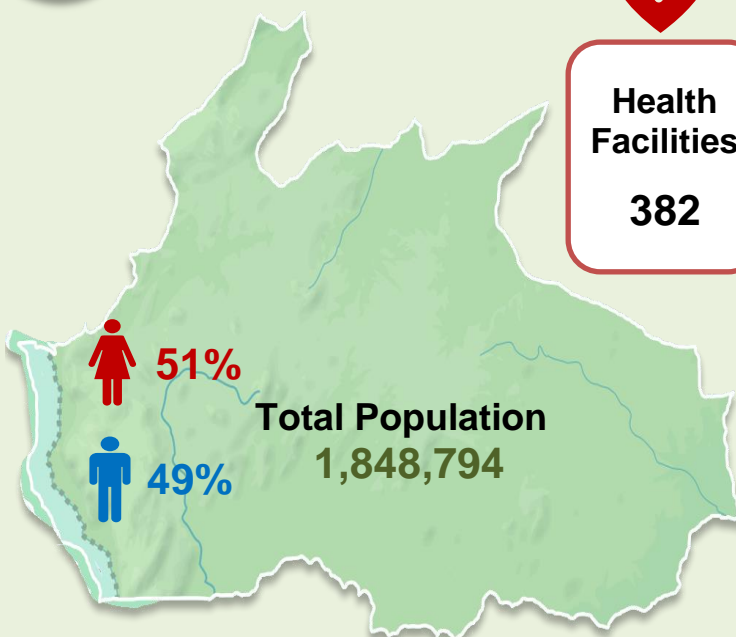 Health
Facilities
382
51%
Total Population
1,848,794
49%